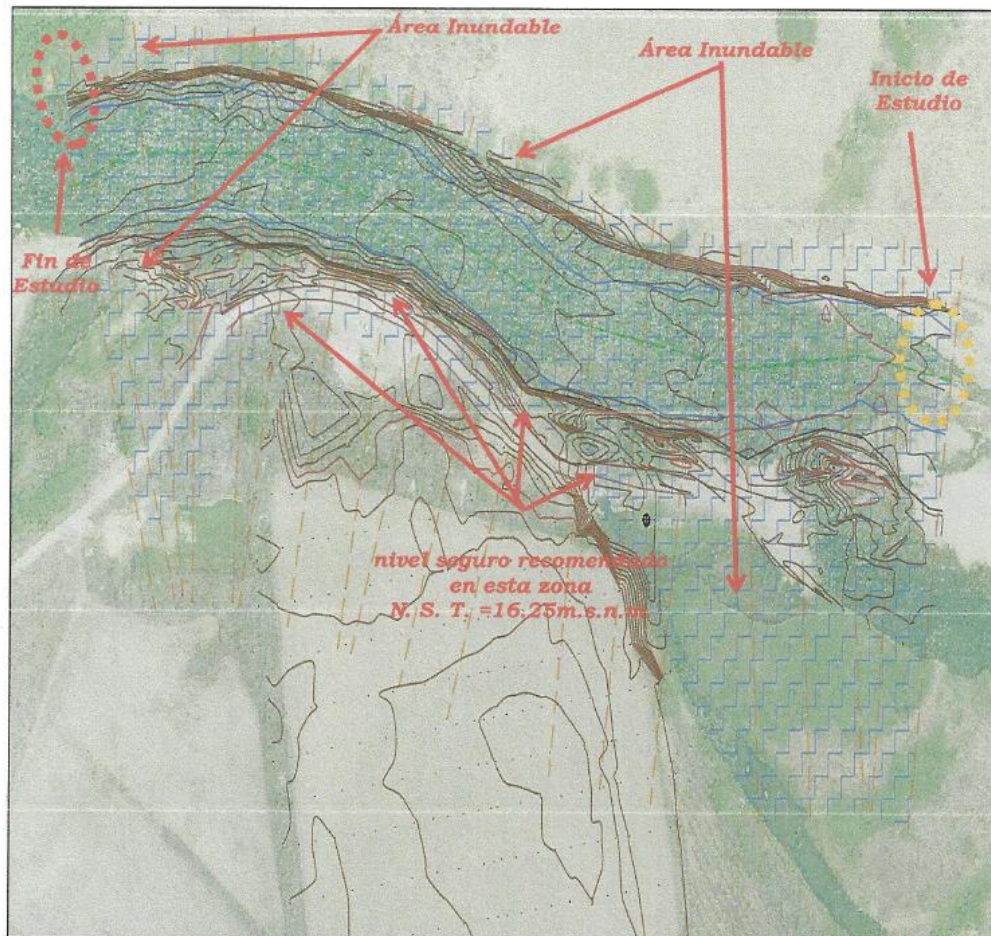 Área Inundable
Área Inundable
Inicio de
Estudio
Fin de
Estudio
nivel seguro recomendado
en esta zona
N. S. T. =16.25m.s.n.m